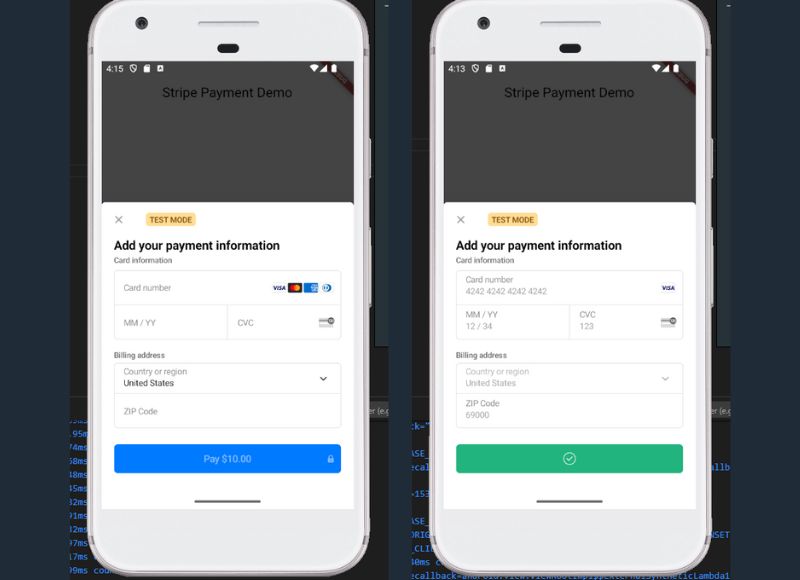 4:15
Stripe Payment Demo
TEST MODE
Add your payment information
Card information
Card number
VISA
MM / YY
CVC
Billing address
Country or region
United States
ZIP Code
Pay $10.00
4:13
Stripe Payment Demo
TEST MODE
Add your payment information
Card information
Card number
4242 4242 4242 4242
VISA
MM / YY
12 / 34
CVC
123
Billing address
Country or region
United States
ZIP Code
69000